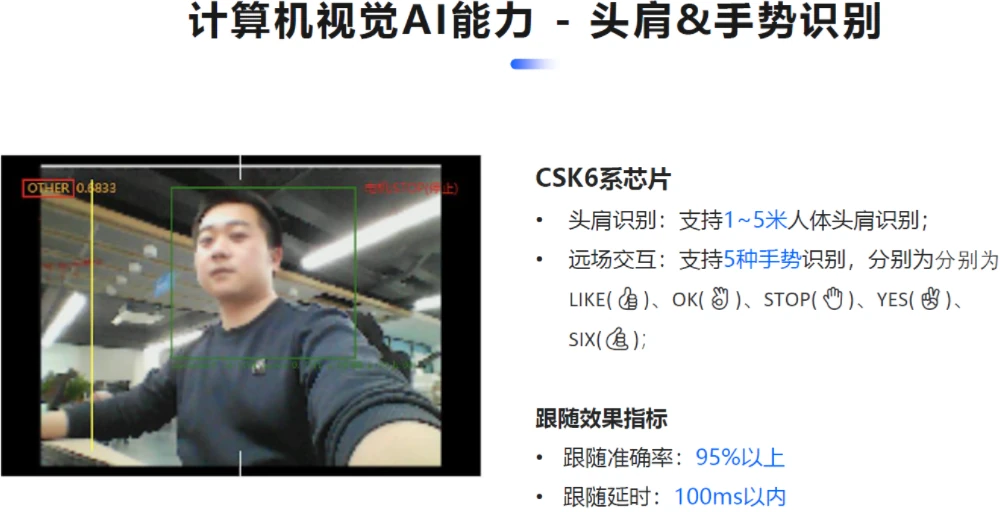 计算机视觉AI能力 - 头肩&手势识别
OTHER 0.6833
CSK6系芯片
• 头肩识别：支持1~5米人体头肩识别；
• 远场交互：支持5种手势识别，分别为分别为
LIKE( )、OK( )、STOP( )、YES( )、
SIX( );
跟随效果指标
• 跟随准确率：95%以上
• 跟随延时：100ms以内